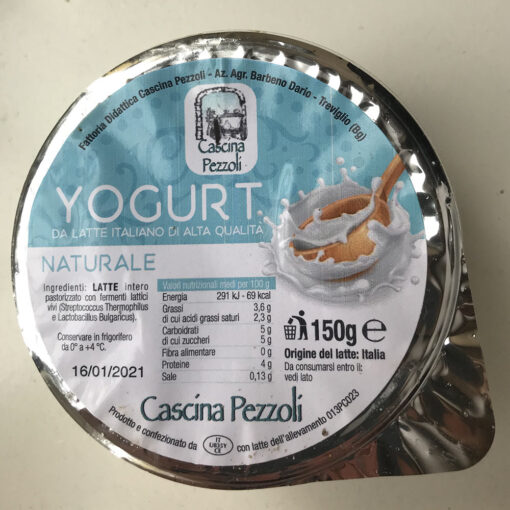 Fattoria Didattica Cascina Pezzoli - Az. Agr. Barbeno Dario - Treviglio (Bg)
Cascina
Pezzoli
YOGURT
DA LATTE ITALIANO DI ALTA QUALITÀ
NATURALE
Ingredienti: LATTE intero
pastorizzato con fermenti lattici
vivi (Streptococcus Thermophilus
e Lactobacillus Bulgaricus).
Conservare in frigorifero
da 0° a +4 °C.
16/01/2021
Valori nutrizionali medi per 100 g
Energia 291 kJ - 69 kcal
Grassi 3,6 g
di cui acidi grassi saturi 2,3 g
Carboidrati 5 g
di cui zuccheri 5 g
Fibra alimentare 0 g
Proteine 4 g
Sale 0,13 g
150g e
Origine del latte: Italia
Da consumarsi entro il:
vedi lato
Cascina Pezzoli
Prodotto e confezionato da IT CE con latte dell'allevamento 013PC023